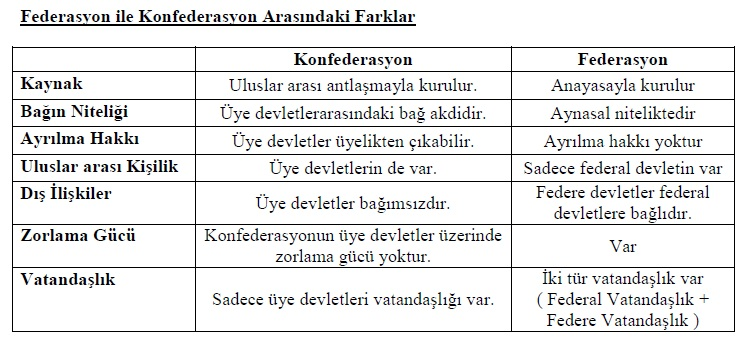 Federasyon ile Konfederasyon Arasındaki Farklar
Konfederasyon Federasyon
Kaynak Uluslar arası antlaşmayla kurulur. Anayasayla kurulur
Bağın Niteliği Üye devletlerarasındaki bağ akdidir. Aynasal niteliktedir
Ayrılma Hakkı Üye devletler üyelikten çıkabilir. Ayrılma hakkı yoktur
Uluslar arası Kişilik Üye devletlerin de var. Sadece federal devletin var
Dış İlişkiler Üye devletler bağımsızdır. Federe devletler federal
devletlere bağlıdır.
Zorlama Gücü Konfederasyonun üye devletler üzerinde
zorlama gücü yoktur. Var
Vatandaşlık Sadece üye devletleri vatandaşlığı var. İki tür vatandaşlık var
( Federal Vatandaşlık +
Federe Vatandaşlık )